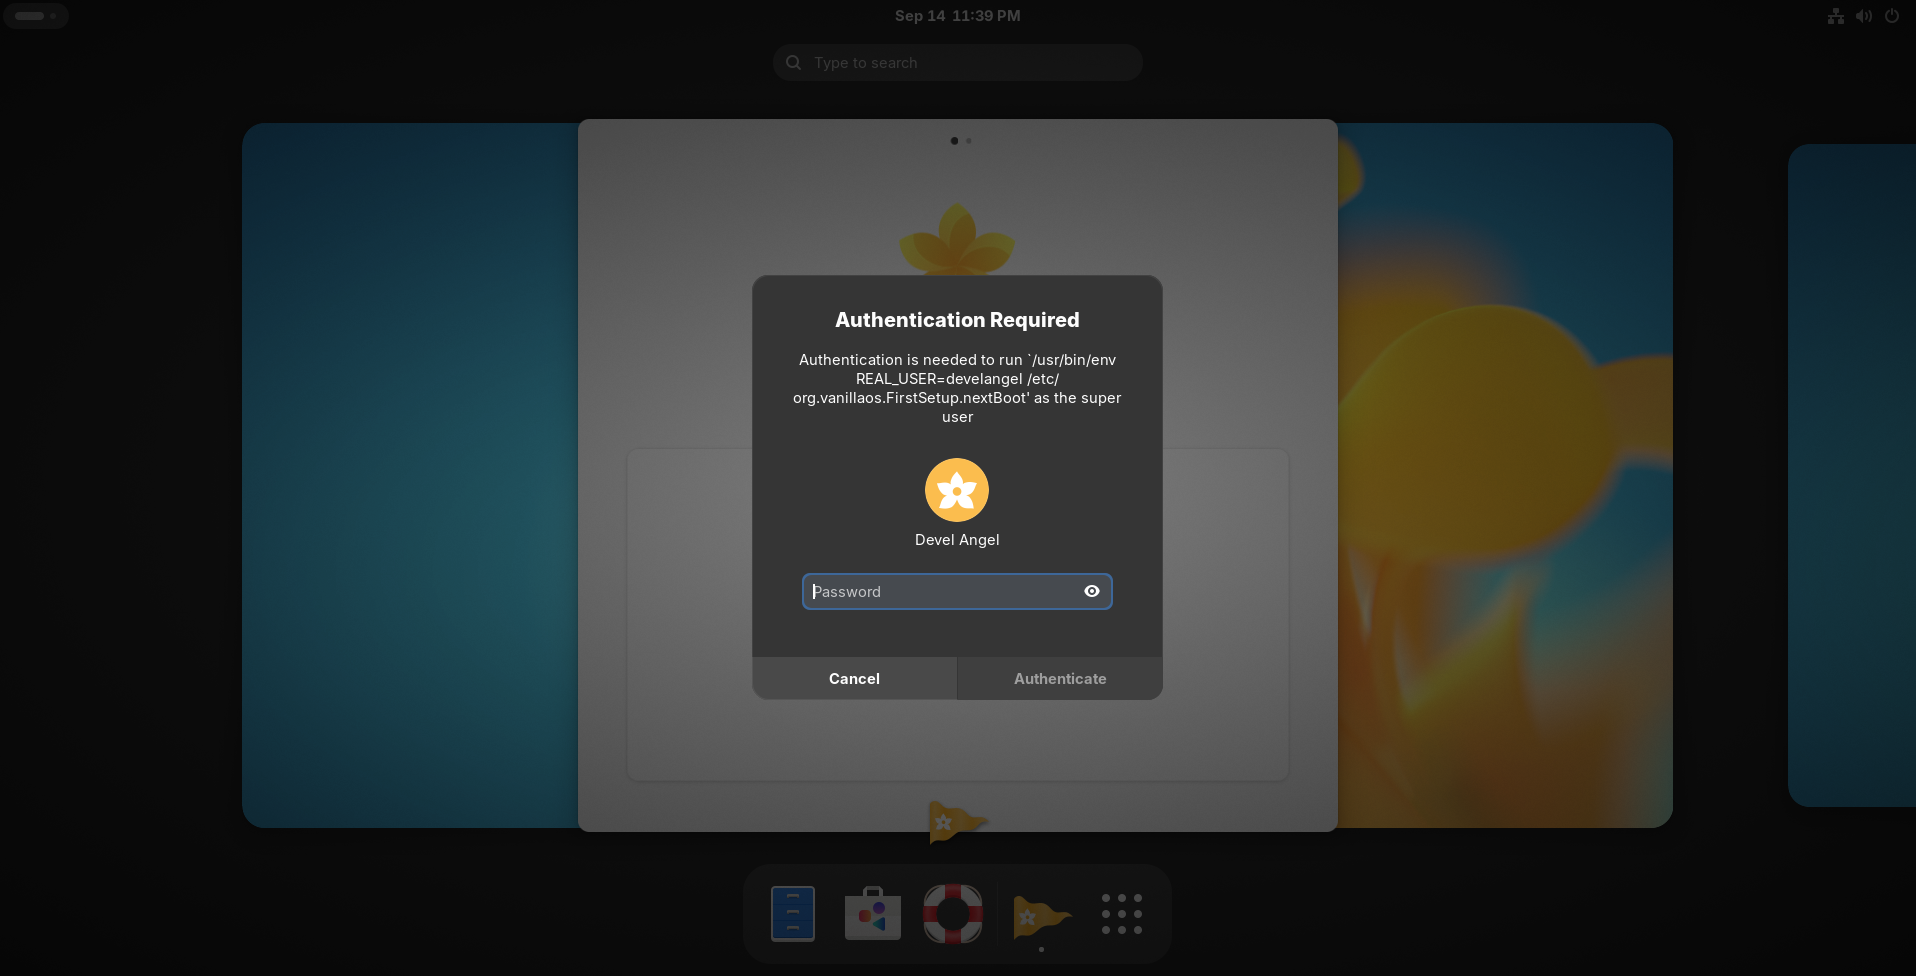 Sep 14 11:39 PM
Type to search
Authentication Required
Authentication is needed to run `/usr/bin/env
REAL_USER=develangel /etc/
org.vanillaos.FirstSetup.nextBoot' as the super
user
Devel Angel
Password
Cancel
Authenticate